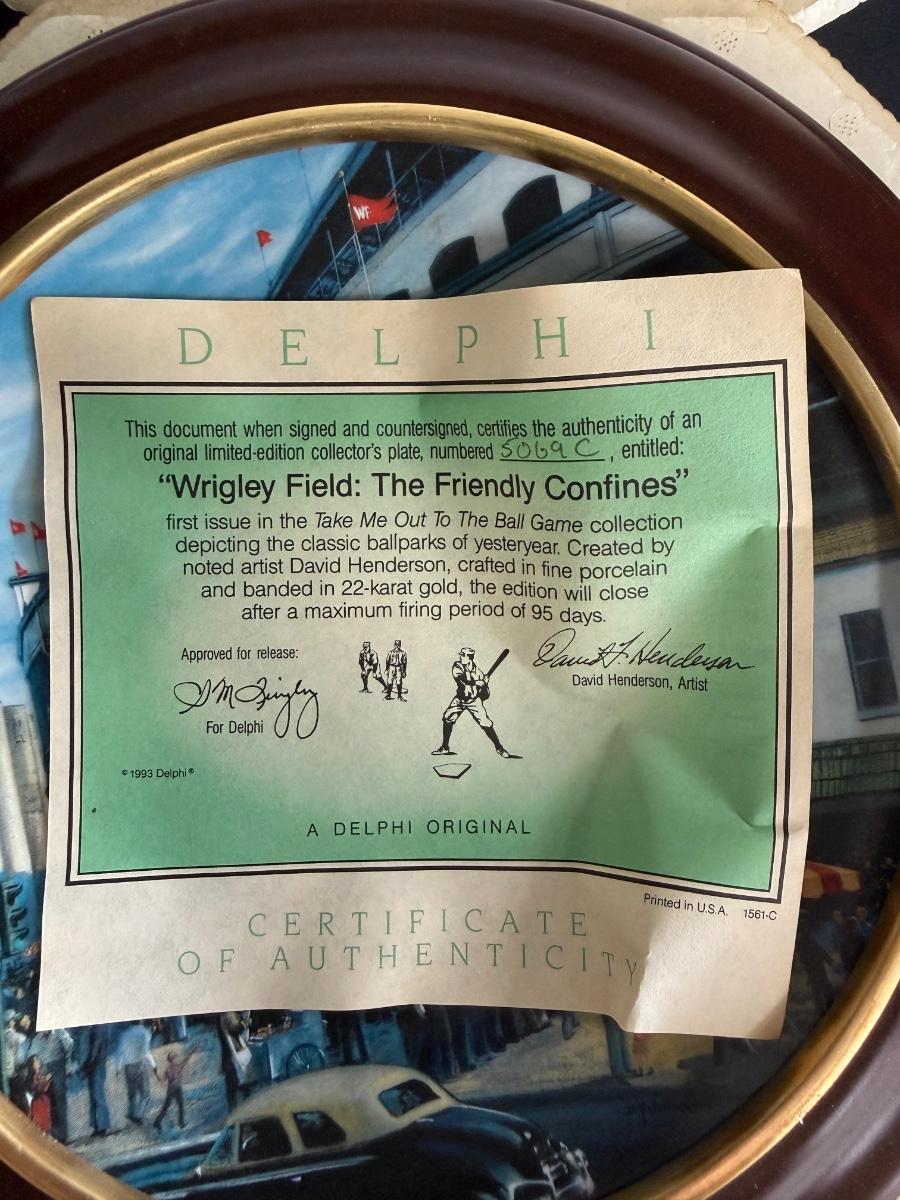 WF
DELPHI
This document when signed and countersigned, certifies the authenticity of an
original limited-edition collector's plate, numbered 5069C, entitled:
"Wrigley Field: The Friendly Confines"
first issue in the Take Me Out To The Ball Game collection
depicting the classic ballparks of yesteryear. Created by
noted artist David Henderson, crafted in fine porcelain
and banded in 22-karat gold, the edition will close
after a maximum firing period of 95 days.
Approved for release:
For Delphi
David F. Henderson
David Henderson, Artist
© 1993 Delphi®
A DELPHI ORIGINAL
Printed in U.S.A. 1561-C
CERTIFICATE
OF AUTHENTICITY